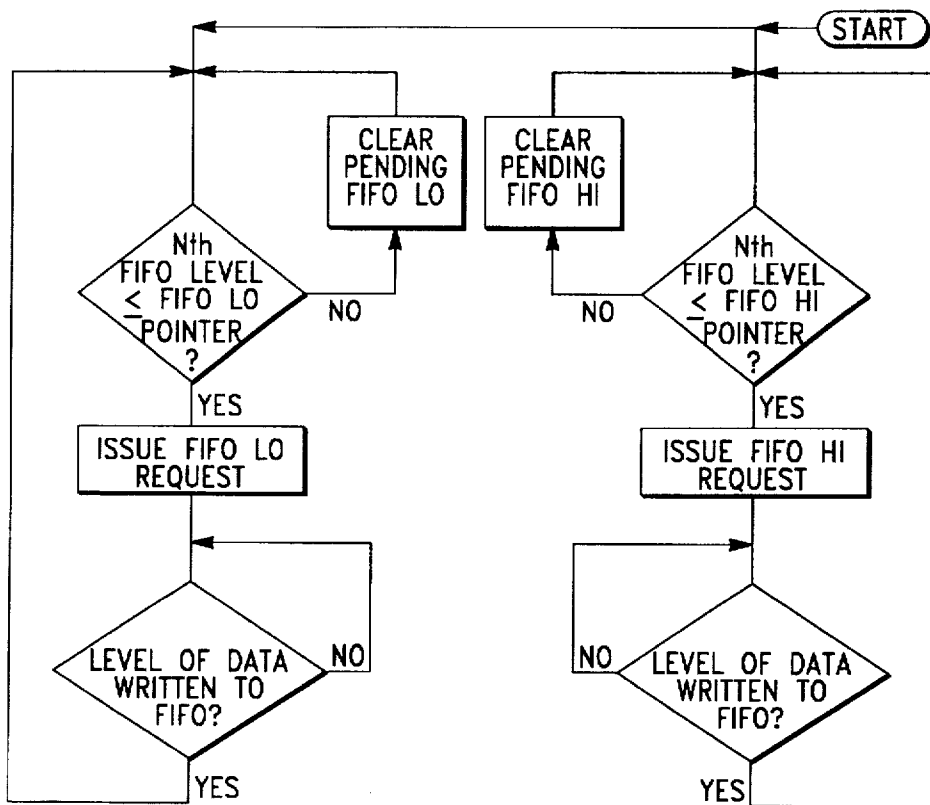 START
CLEAR
PENDING
FIFO LO
CLEAR
PENDING
FIFO HI
Nth
FIFO LEVEL
≤ FIFO LO
POINTER
?
NO
Nth
FIFO LEVEL
≤ FIFO HI
POINTER
?
NO
YES
YES
ISSUE FIFO LO
REQUEST
ISSUE FIFO HI
REQUEST
LEVEL OF DATA
WRITTEN TO
FIFO?
NO
NO
LEVEL OF DATA
WRITTEN TO
FIFO?
YES
YES